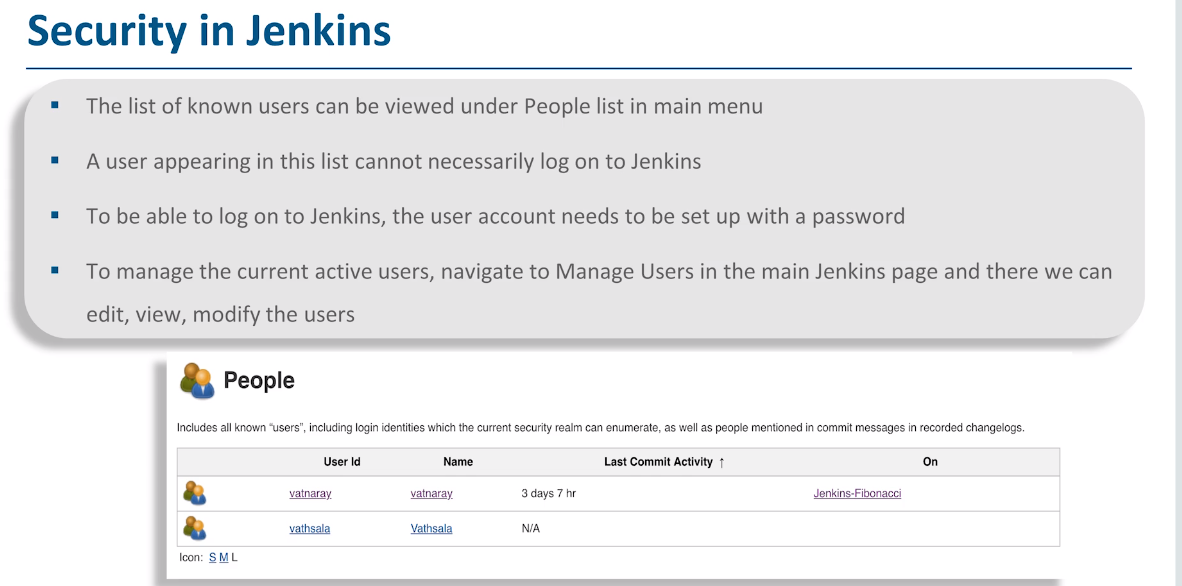 Security in Jenkins
▪ The list of known users can be viewed under People list in main menu
▪ A user appearing in this list cannot necessarily log on to Jenkins
▪ To be able to log on to Jenkins, the user account needs to be set up with a password
▪ To manage the current active users, navigate to Manage Users in the main Jenkins page and there we can
edit, view, modify the users
People
Includes all known “users”, including login identities which the current security realm can enumerate, as well as people mentioned in commit messages in recorded changelogs.
User Id Name Last Commit Activity ↑ On
vatnaray vatnaray 3 days 7 hr Jenkins-Fibonacci
vathsala Vathsala N/A
Icon: S M L